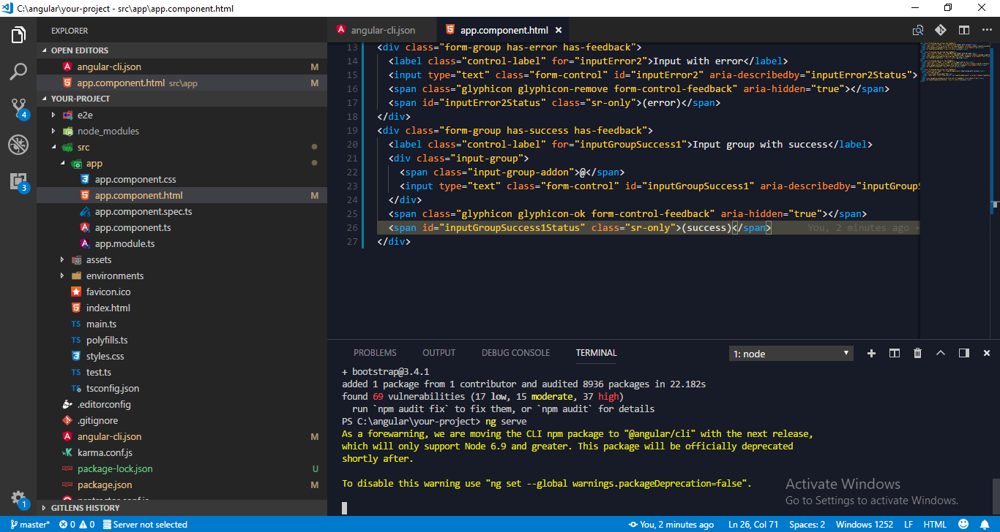 C:\angular\your-project - src\app\app.component.html
EXPLORER
OPEN EDITORS
angular-cli.json M
app.component.html src\app M
YOUR-PROJECT
e2e
node_modules
src
app
app.component.css
app.component.html M
app.component.spec.ts
app.component.ts
app.module.ts
assets
environments
favicon.ico
index.html
TS main.ts
TS polyfills.ts
styles.css
TS test.ts
TS tsconfig.json
.editorconfig
.gitignore
angular-cli.json M
karma.conf.js
package-lock.json U
package.json M
protractor.conf.js
GITLENS HISTORY
4
3
1
angular-cli.json
app.component.html
13 <div class="form-group has-error has-feedback">
14 <label class="control-label" for="inputError2">Input with error</label>
15 <input type="text" class="form-control" id="inputError2" aria-describedby="inputError2Status">
16 <span class="glyphicon glyphicon-remove form-control-feedback" aria-hidden="true"></span>
17 <span id="inputError2Status" class="sr-only">(error)</span>
18 </div>
19 <div class="form-group has-success has-feedback">
20 <label class="control-label" for="inputGroupSuccess1">Input group with success</label>
21 <div class="input-group">
22 <span class="input-group-addon">@</span>
23 <input type="text" class="form-control" id="inputGroupSuccess1" aria-describedby="inputGroupS
24 </div>
25 <span class="glyphicon glyphicon-ok form-control-feedback" aria-hidden="true"></span>
26 <span id="inputGroupSuccess1Status" class="sr-only">(success)</span> You, 2 minutes ago •
27 </div>
PROBLEMS OUTPUT DEBUG CONSOLE TERMINAL 1: node
+ bootstrap@3.4.1
added 1 package from 1 contributor and audited 8936 packages in 22.182s
found 69 vulnerabilities (17 low, 15 moderate, 37 high)
run `npm audit fix` to fix them, or `npm audit` for details
PS C:\angular\your-project> ng serve
As a forewarning, we are moving the CLI npm package to "@angular/cli" with the next release,
which will only support Node 6.9 and greater. This package will be officially deprecated
shortly after.
To disable this warning use "ng set --global warnings.packageDeprecation=false".
Activate Windows
Go to Settings to activate Windows.
master* 0 0 Server not selected You, 2 minutes ago Ln 26, Col 71 Spaces: 2 Windows 1252 LF HTML